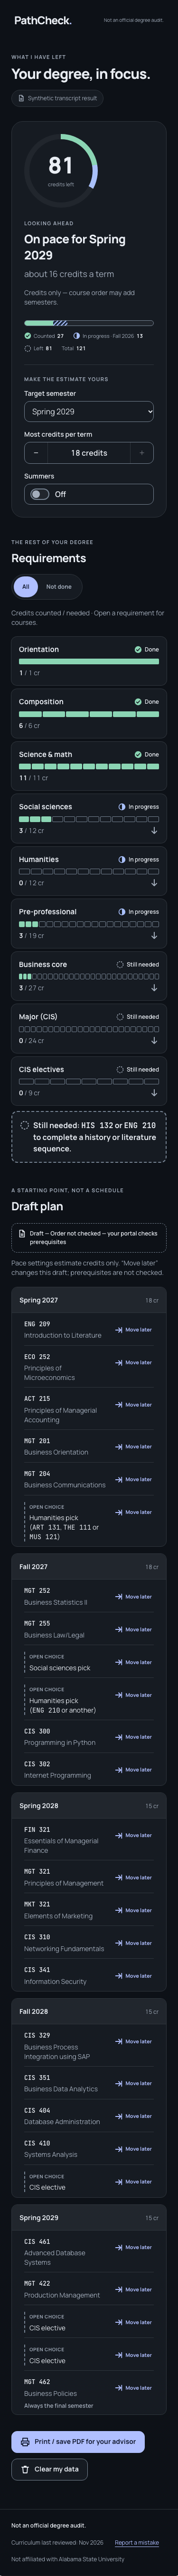 PathCheck.
Not an official degree audit.
WHAT I HAVE LEFT
Your degree, in focus.
Synthetic transcript result
81
credits left
LOOKING AHEAD
On pace for Spring
2029
about 16 credits a term
Credits only — course order may add
semesters.
Counted 27
In progress · Fall 2026 13
Left 81
Total 121
MAKE THE ESTIMATE YOURS
Target semester
Spring 2029
Most credits per term
− 18 credits +
Summers
Off
THE REST OF YOUR DEGREE
Requirements
All
Not done
Credits counted / needed · Open a requirement for
courses.
Orientation
Done
1 / 1 cr
Composition
Done
6 / 6 cr
Science & math
Done
11 / 11 cr
Social sciences
In progress
3 / 12 cr
Humanities
In progress
0 / 12 cr
Pre-professional
In progress
3 / 19 cr
Business core
Still needed
3 / 27 cr
Major (CIS)
Still needed
0 / 24 cr
CIS electives
Still needed
0 / 9 cr
Still needed: HIS 132 or ENG 210
to complete a history or literature
sequence.
A STARTING POINT, NOT A SCHEDULE
Draft plan
Draft — Order not checked — your portal checks
prerequisites
Pace settings estimate credits only. "Move later"
changes this draft; prerequisites are not checked.
Spring 2027
18 cr
ENG 209
Introduction to Literature
Move later
ECO 252
Principles of
Microeconomics
Move later
ACT 215
Principles of Managerial
Accounting
Move later
MGT 201
Business Orientation
Move later
MGT 204
Business Communications
Move later
OPEN CHOICE
Humanities pick
(ART 131, THE 111 or
MUS 121)
Move later
Fall 2027
18 cr
MGT 252
Business Statistics II
Move later
MGT 255
Business Law/Legal
Move later
OPEN CHOICE
Social sciences pick
Move later
OPEN CHOICE
Humanities pick
(ENG 210 or another)
Move later
CIS 300
Programming in Python
Move later
CIS 302
Internet Programming
Move later
Spring 2028
15 cr
FIN 321
Essentials of Managerial
Finance
Move later
MGT 321
Principles of Management
Move later
MKT 321
Elements of Marketing
Move later
CIS 310
Networking Fundamentals
Move later
CIS 341
Information Security
Move later
Fall 2028
15 cr
CIS 329
Business Process
Integration using SAP
Move later
CIS 351
Business Data Analytics
Move later
CIS 404
Database Administration
Move later
CIS 410
Systems Analysis
Move later
OPEN CHOICE
CIS elective
Move later
Spring 2029
15 cr
CIS 461
Advanced Database
Systems
Move later
MGT 422
Production Management
Move later
OPEN CHOICE
CIS elective
Move later
OPEN CHOICE
CIS elective
Move later
MGT 462
Business Policies
Always the final semester
Move later
Print / save PDF for your advisor
Clear my data
Not an official degree audit.
Curriculum last reviewed · Nov 2026
Report a mistake
Not affiliated with Alabama State University